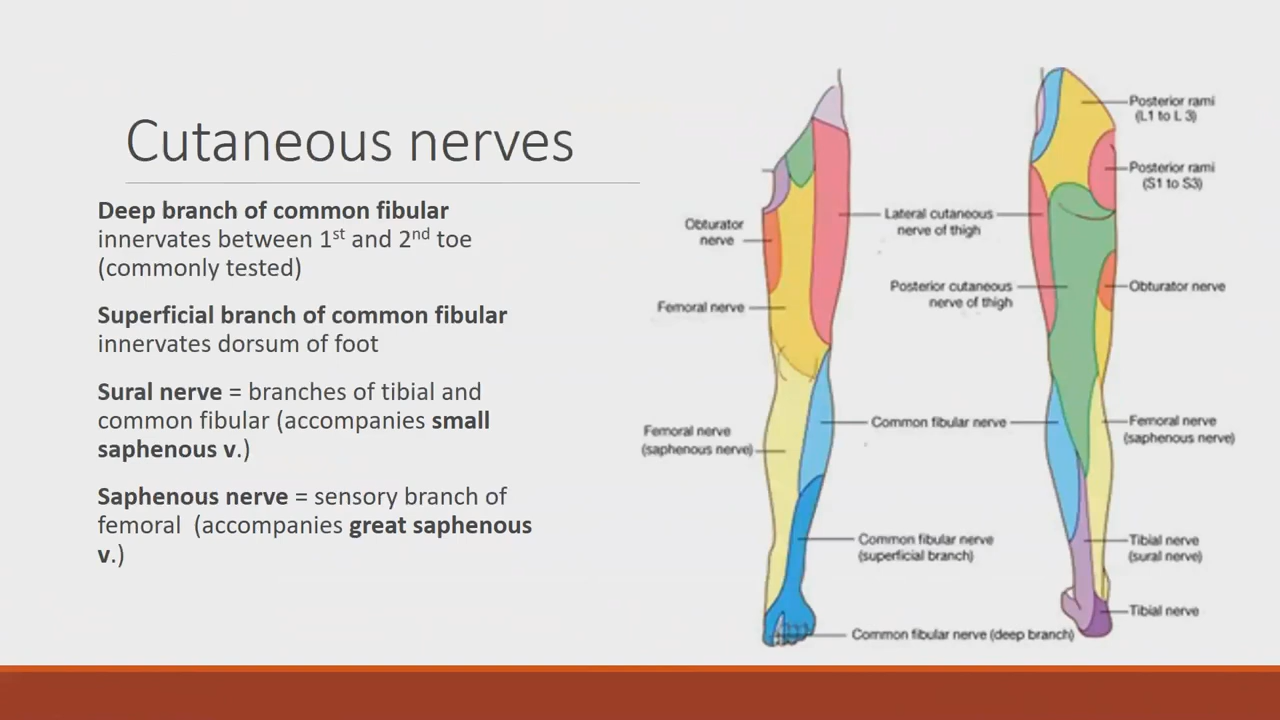 Cutaneous nerves
Deep branch of common fibular
innervates between 1st and 2nd toe
(commonly tested)
Superficial branch of common fibular
innervates dorsum of foot
Sural nerve = branches of tibial and
common fibular (accompanies small
saphenous v.)
Saphenous nerve = sensory branch of
femoral (accompanies great saphenous
v.)
Obturator
nerve
Femoral nerve
Femoral nerve
(saphenous nerve)
Lateral cutaneous
nerve of thigh
Posterior cutaneous
nerve of thigh
Common fibular nerve
Common fibular nerve
(superficial branch)
Common fibular nerve (deep branch)
Posterior rami
(L1 to L 3)
Posterior rami
(S1 to S3)
Obturator nerve
Femoral nerve
(saphenous nerve)
Tibial nerve
(sural nerve)
Tibial nerve